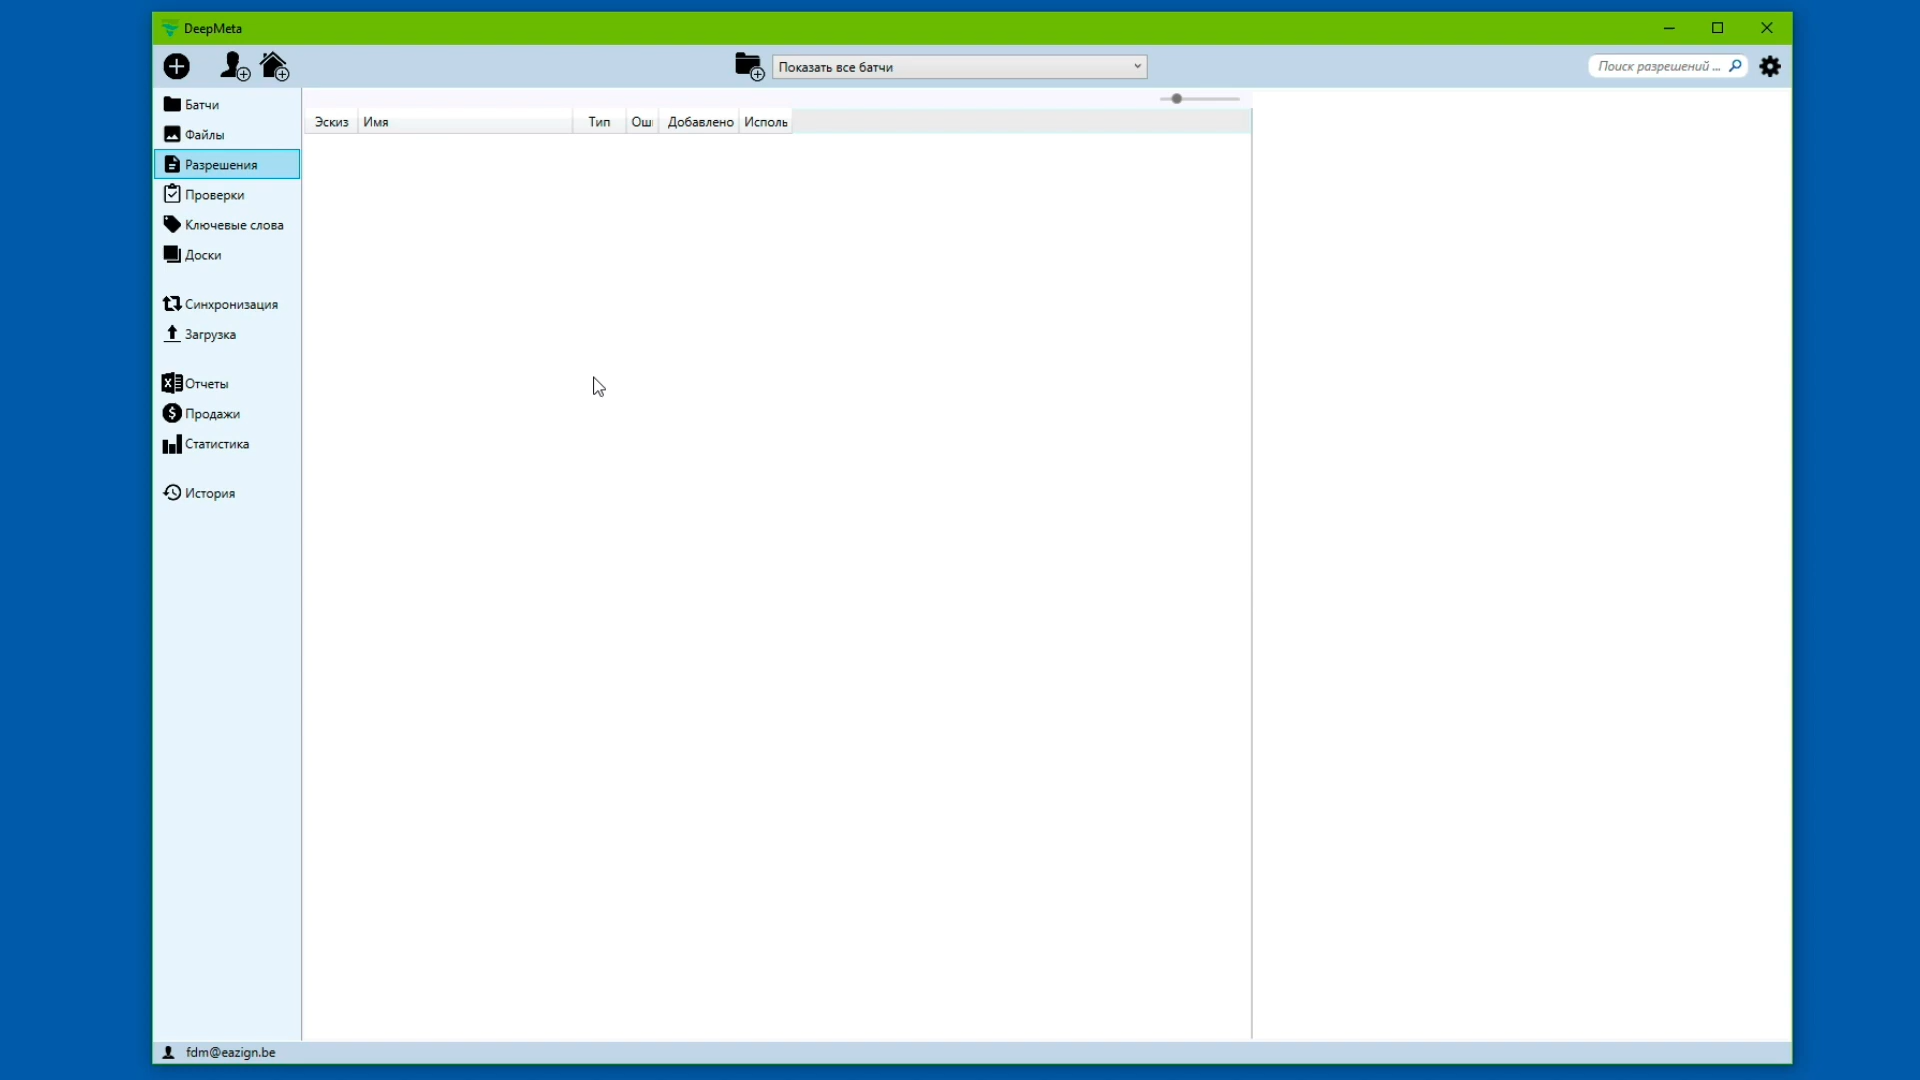 DeepMeta
Показать все батчи
Поиск разрешений ...
Батчи
Файлы
Разрешения
Проверки
Ключевые слова
Доски
Синхронизация
Загрузка
Отчеты
Продажи
Статистика
История
Эскиз Имя Тип Оши Добавлено Исполь
fdm@eazign.be